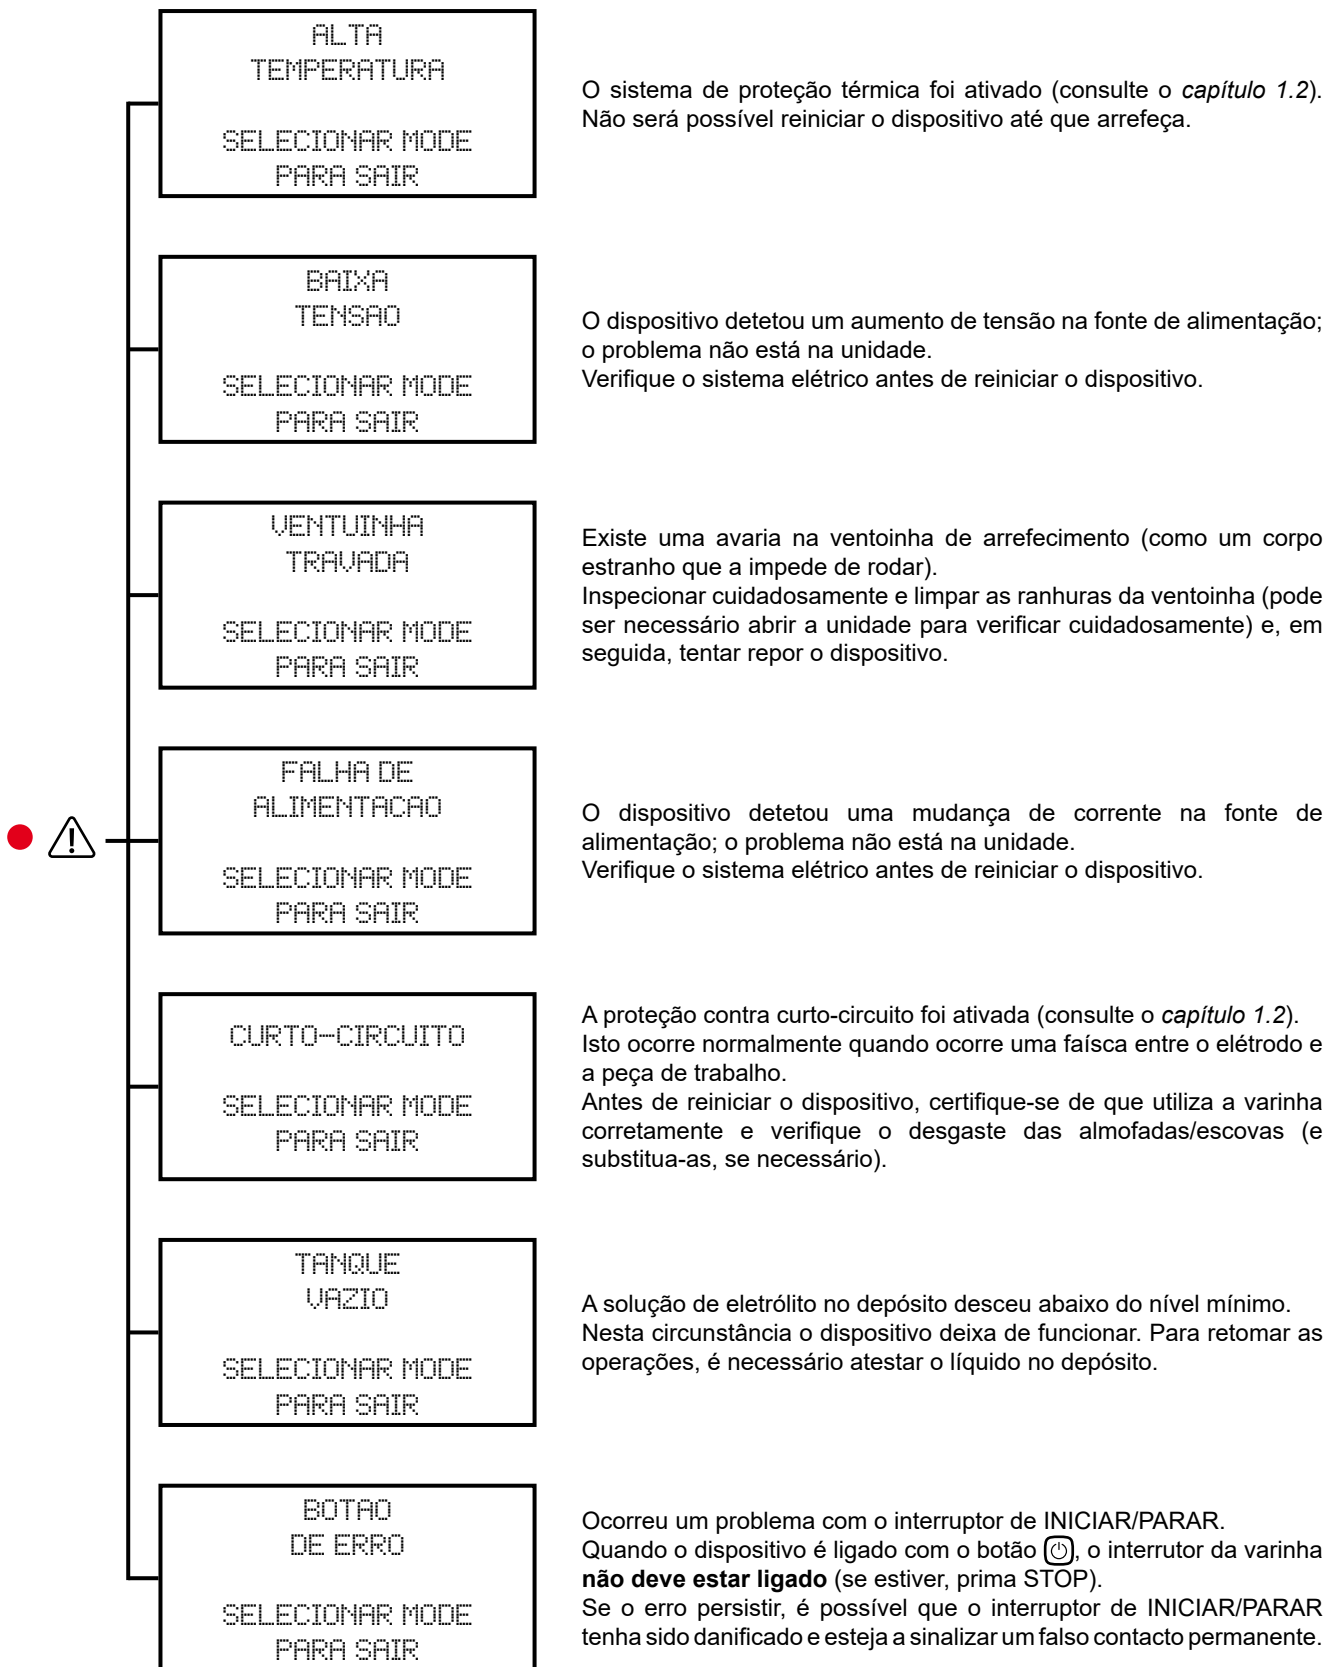 ALTA
TEMPERATURA
SELECIONAR MODE
PARA SAIR
O sistema de proteção térmica foi ativado (consulte o capítulo 1.2).
Não será possível reiniciar o dispositivo até que arrefeça.
BAIXA
TENSAO
SELECIONAR MODE
PARA SAIR
O dispositivo detetou um aumento de tensão na fonte de alimentação;
o problema não está na unidade.
Verifique o sistema elétrico antes de reiniciar o dispositivo.
VENTUINHA
TRAVADA
SELECIONAR MODE
PARA SAIR
Existe uma avaria na ventoinha de arrefecimento (como um corpo
estranho que a impede de rodar).
Inspecionar cuidadosamente e limpar as ranhuras da ventoinha (pode
ser necessário abrir a unidade para verificar cuidadosamente) e, em
seguida, tentar repor o dispositivo.
FALHA DE
ALIMENTACAO
SELECIONAR MODE
PARA SAIR
O dispositivo detetou uma mudança de corrente na fonte de
alimentação; o problema não está na unidade.
Verifique o sistema elétrico antes de reiniciar o dispositivo.
CURTO-CIRCUITO
SELECIONAR MODE
PARA SAIR
A proteção contra curto-circuito foi ativada (consulte o capítulo 1.2).
Isto ocorre normalmente quando ocorre uma faísca entre o elétrodo e
a peça de trabalho.
Antes de reiniciar o dispositivo, certifique-se de que utiliza a varinha
corretamente e verifique o desgaste das almofadas/escovas (e
substitua-as, se necessário).
TANQUE
VAZIO
SELECIONAR MODE
PARA SAIR
A solução de eletrólito no depósito desceu abaixo do nível mínimo.
Nesta circunstância o dispositivo deixa de funcionar. Para retomar as
operações, é necessário atestar o líquido no depósito.
BOTAO
DE ERRO
SELECIONAR MODE
PARA SAIR
Ocorreu um problema com o interruptor de INICIAR/PARAR.
Quando o dispositivo é ligado com o botão , o interrutor da varinha
não deve estar ligado (se estiver, prima STOP).
Se o erro persistir, é possível que o interruptor de INICIAR/PARAR
tenha sido danificado e esteja a sinalizar um falso contacto permanente.